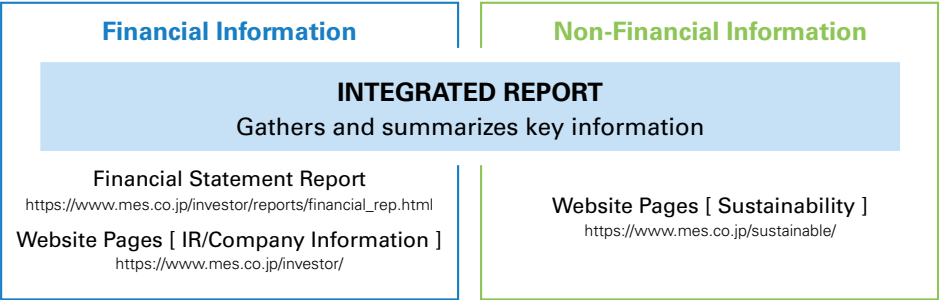 Financial Information
Non-Financial Information
INTEGRATED REPORT
Gathers and summarizes key information
Financial Statement Report
https://www.mes.co.jp/investor/reports/financial_rep.html
Website Pages [ IR/Company Information ]
https://www.mes.co.jp/investor/
Website Pages [ Sustainability ]
https://www.mes.co.jp/sustainable/